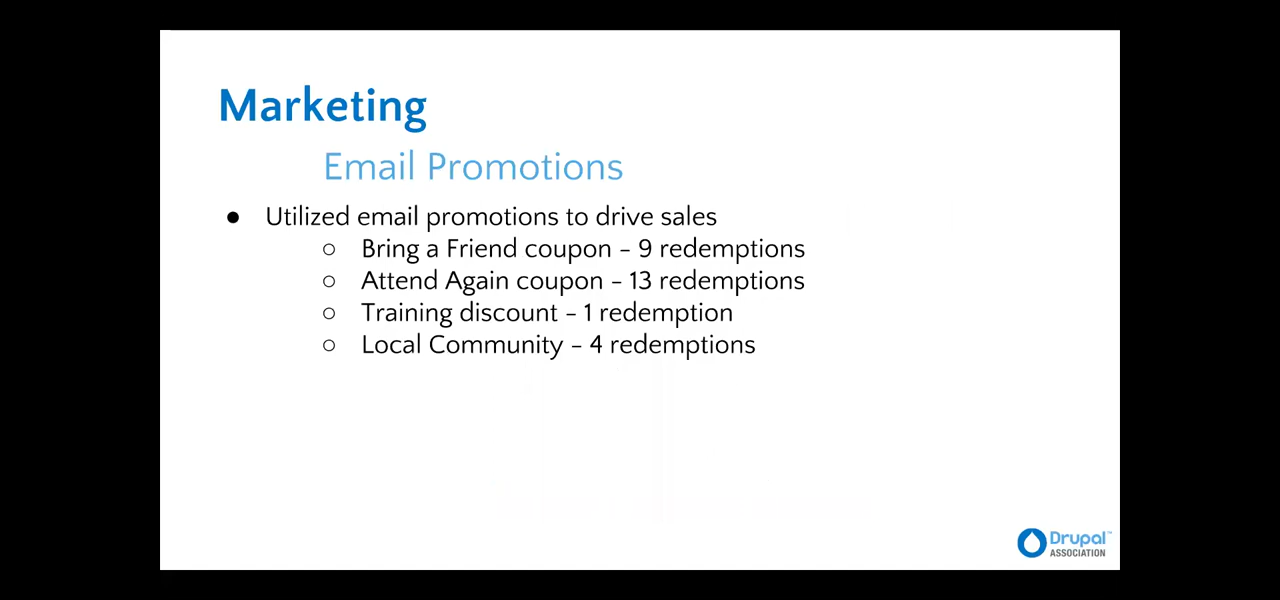 Marketing
Email Promotions
● Utilized email promotions to drive sales
○ Bring a Friend coupon – 9 redemptions
○ Attend Again coupon – 13 redemptions
○ Training discount – 1 redemption
○ Local Community – 4 redemptions
Drupal™
ASSOCIATION